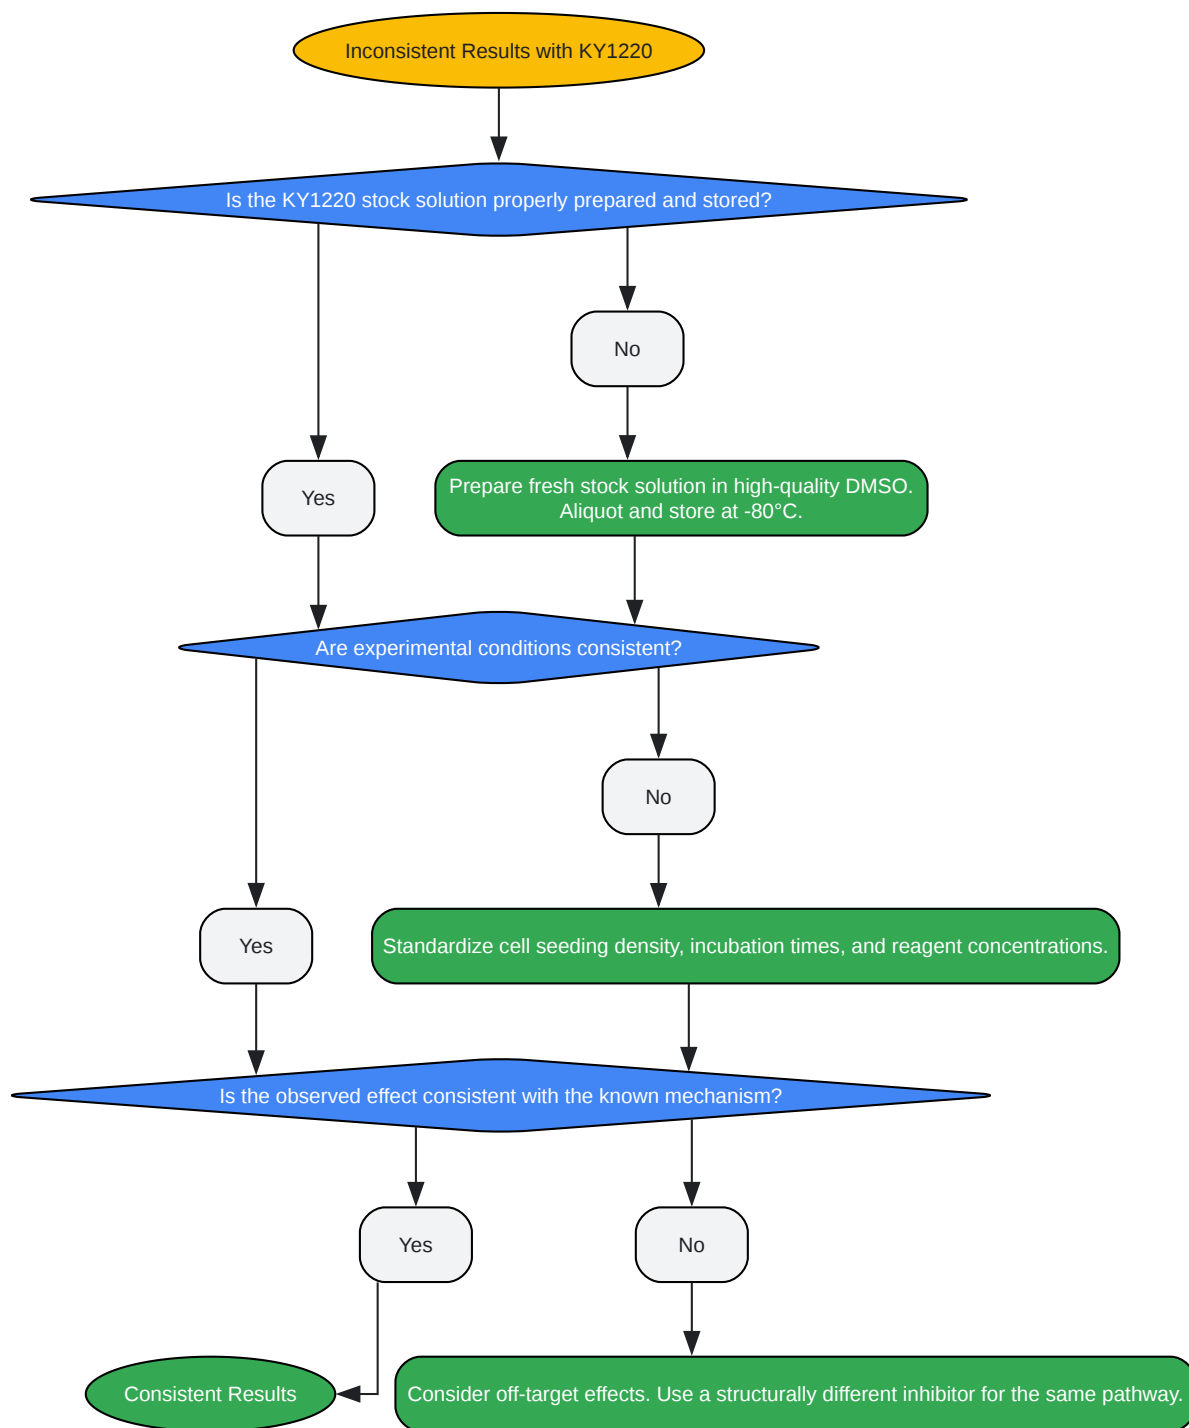 Inconsistent Results with KY1220
Is the KY1220 stock solution properly prepared and stored?
No
Yes
Prepare fresh stock solution in high-quality DMSO.
Aliquot and store at -80°C.
Are experimental conditions consistent?
No
Yes
Standardize cell seeding density, incubation times, and reagent concentrations.
Is the observed effect consistent with the known mechanism?
Yes
No
Consistent Results
Consider off-target effects. Use a structurally different inhibitor for the same pathway.